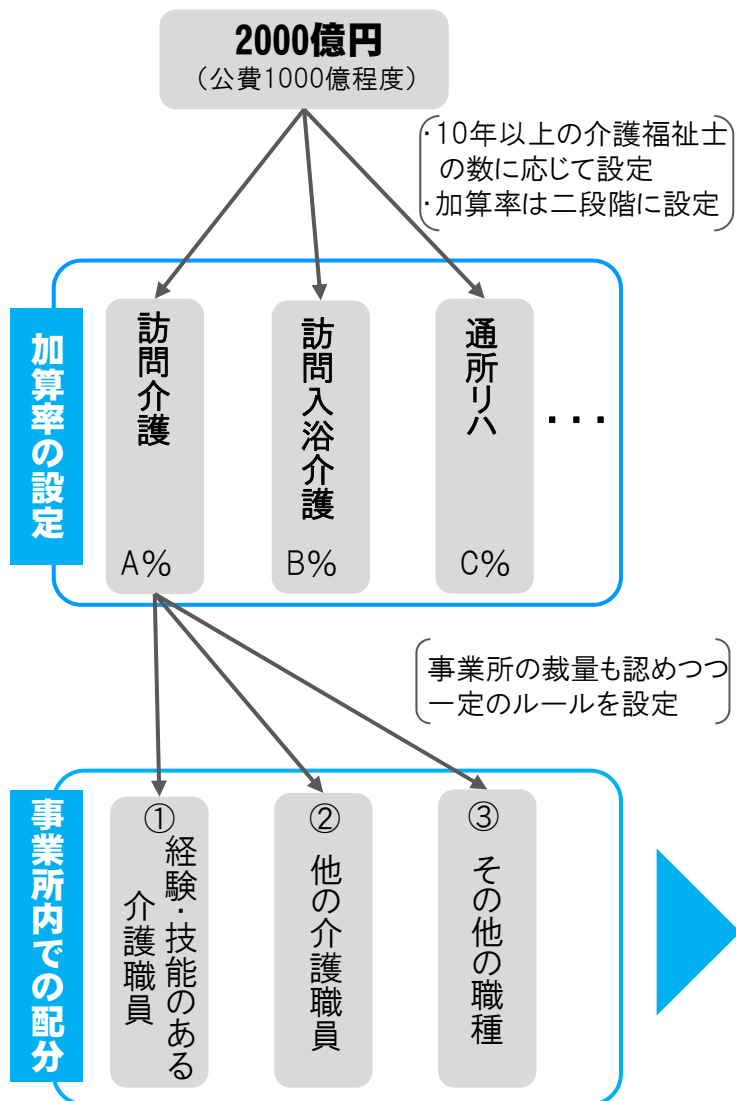 2000億円
（公費1000億程度）
・10年以上の介護福祉士
の数に応じて設定
・加算率は二段階に設定
加算率の設定
訪問介護
A%
訪問入浴介護
B%
通所リハ
C%
・・・
事業所の裁量も認めつつ
一定のルールを設定
事業所内での配分
①
経験・技能のある
介護職員
②
他の介護職員
③
その他の職種